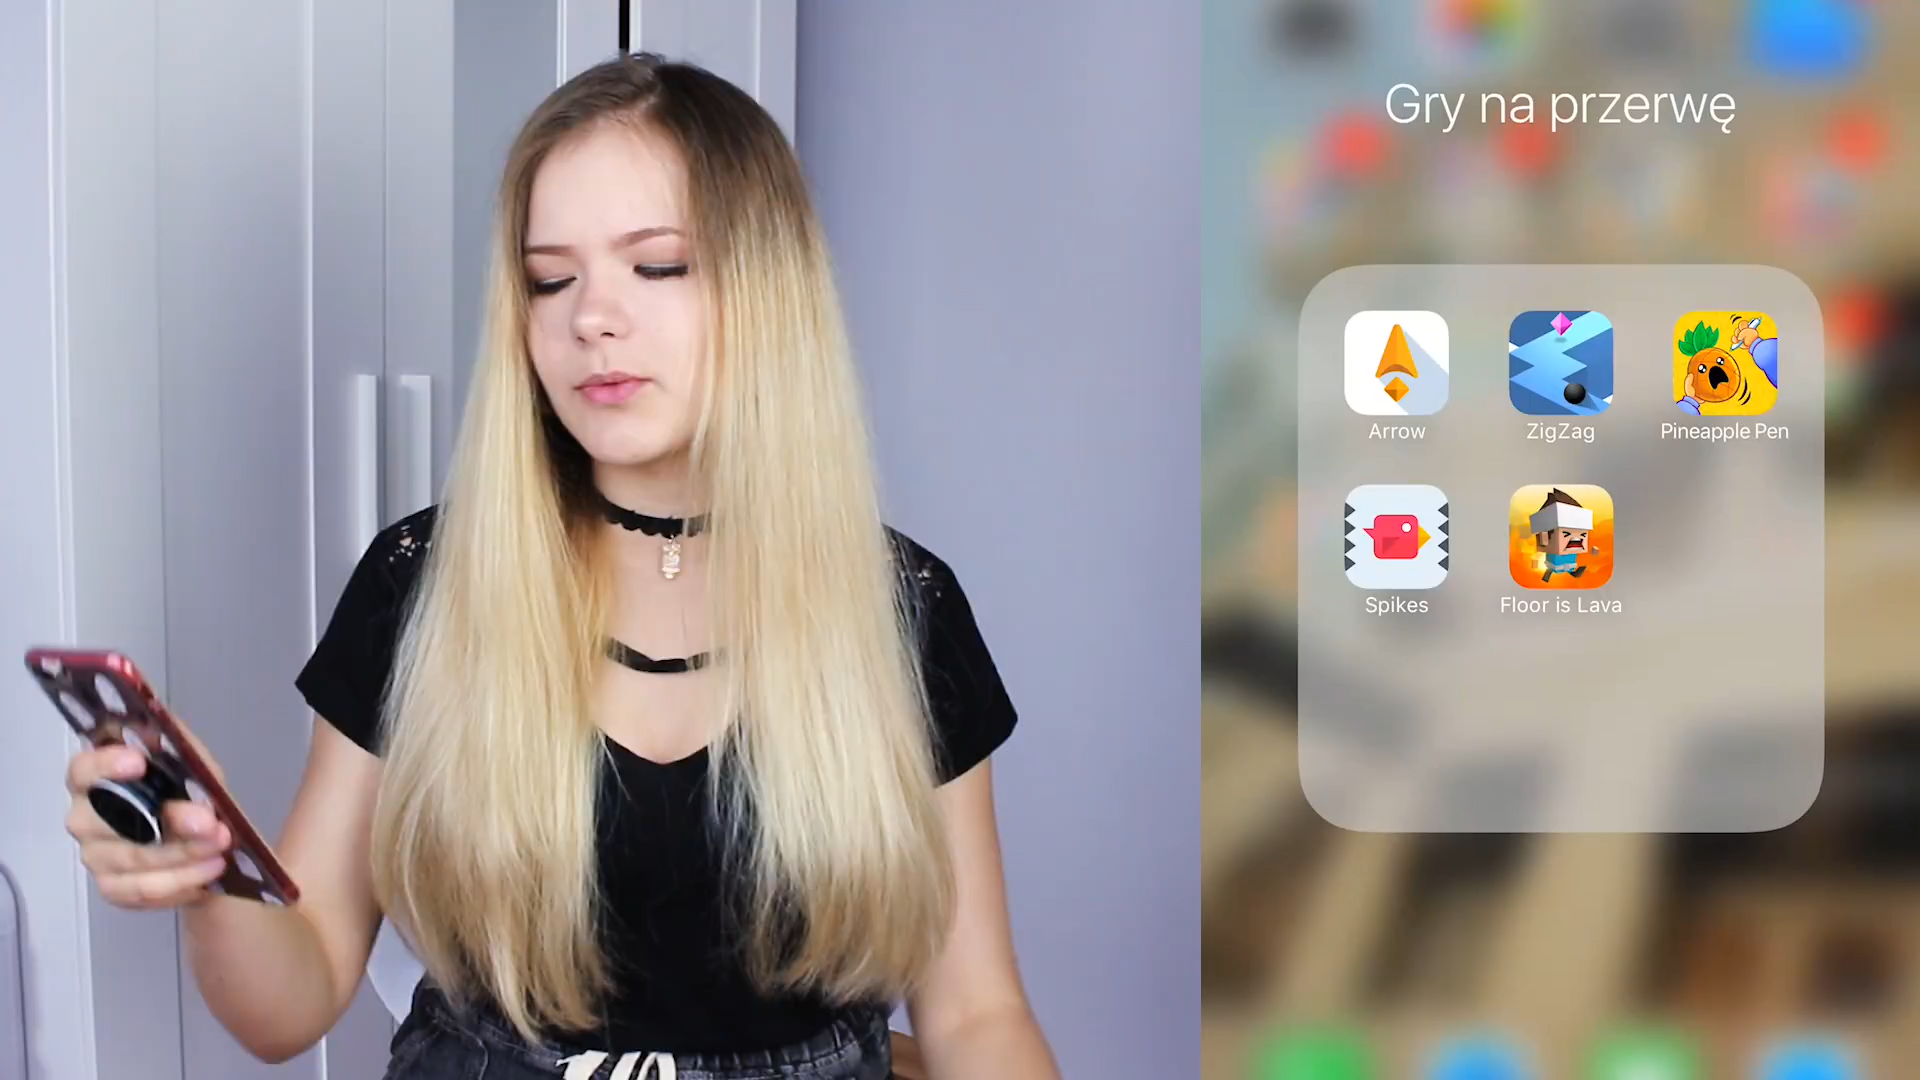 Gry na przerwę
Arrow
ZigZag
Pineapple Pen
Spikes
Floor is Lava